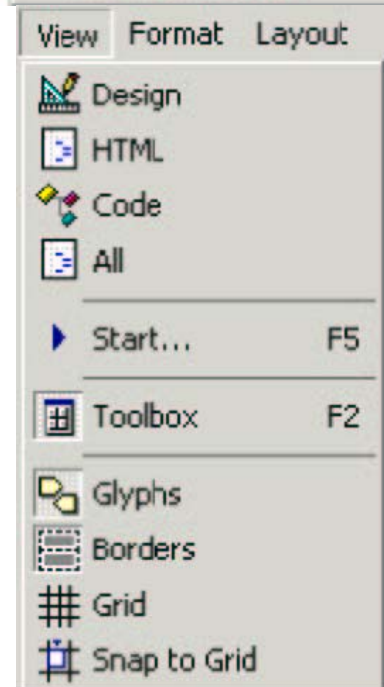 View Format Layout
Design
HTML
Code
All
Start... F5
Toolbox F2
Glyphs
Borders
Grid
Snap to Grid